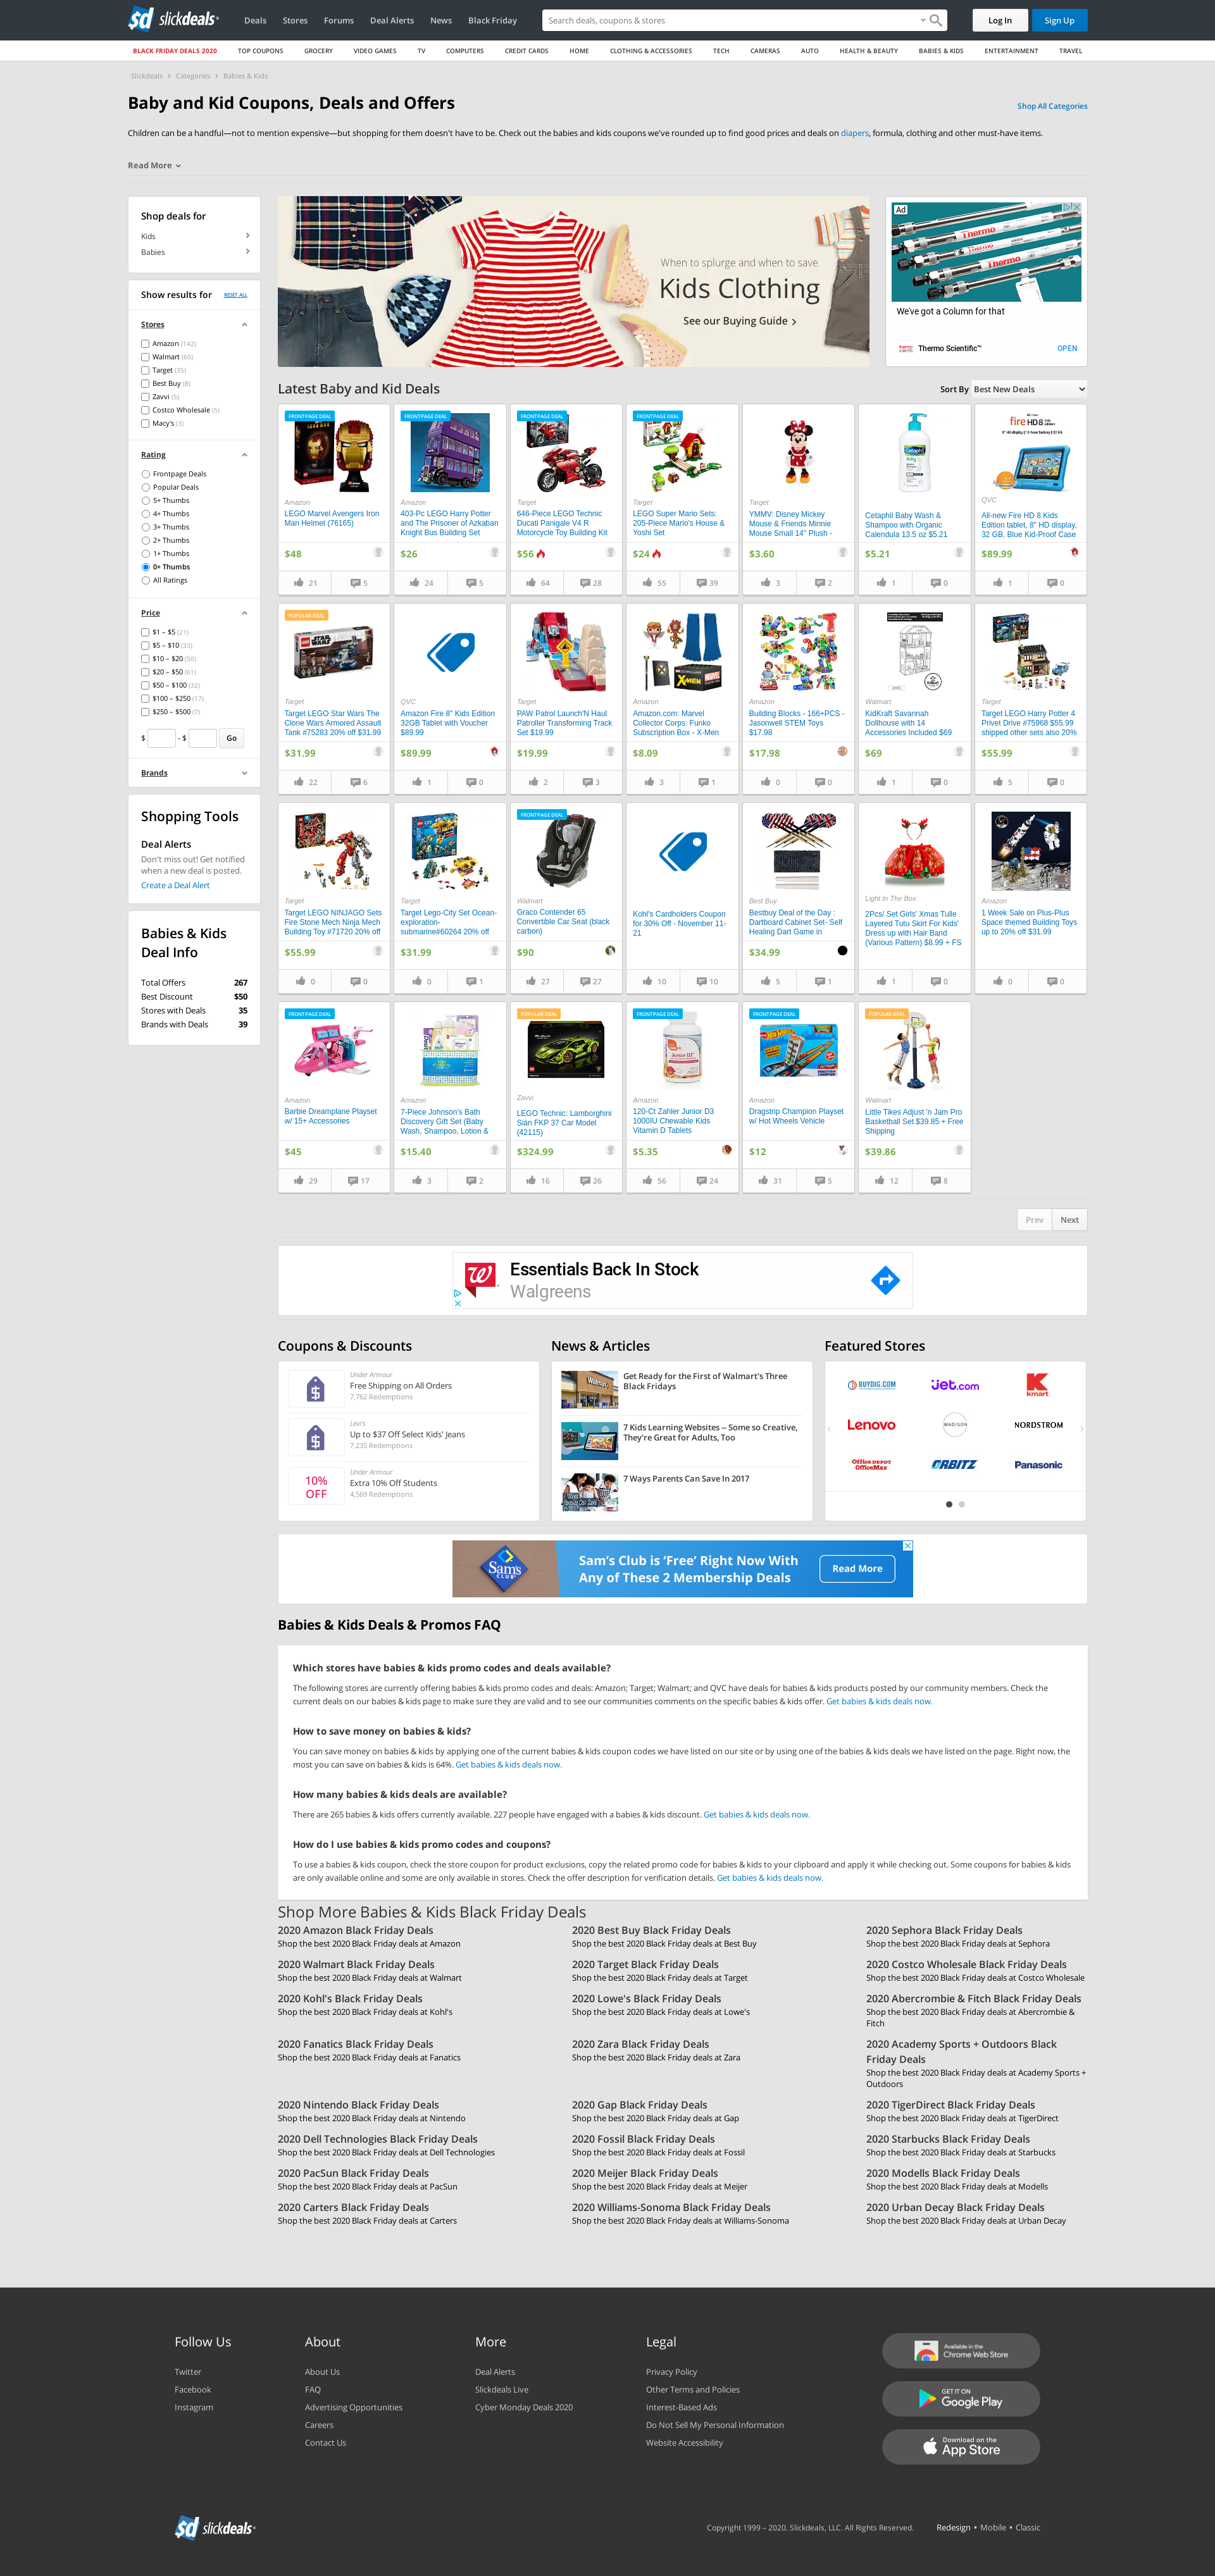 slickdeals
Deals Stores Forums Deal Alerts News Black Friday
Search deals, coupons & stores
Log In Sign Up
BLACK FRIDAY DEALS 2020 TOP COUPONS GROCERY VIDEO GAMES TV COMPUTERS CREDIT CARDS HOME CLOTHING & ACCESSORIES TECH CAMERAS AUTO HEALTH & BEAUTY BABIES & KIDS ENTERTAINMENT TRAVEL
Slickdeals Categories Babies & Kids
Baby and Kid Coupons, Deals and Offers
Shop All Categories
Children can be a handful—not to mention expensive—but shopping for them doesn't have to be. Check out the babies and kids coupons we've rounded up to find good prices and deals on diapers, formula, clothing and other must-have items.
Read More
Shop deals for
Kids
Babies
Show results for RESET ALL
Stores
Amazon (142)
Walmart (60)
Target (35)
Best Buy (8)
Zavvi (5)
Costco Wholesale (5)
Macy's (3)
Rating
Frontpage Deals
Popular Deals
5+ Thumbs
4+ Thumbs
3+ Thumbs
2+ Thumbs
1+ Thumbs
0+ Thumbs
All Ratings
Price
$1 – $5 (21)
$5 – $10 (33)
$10 – $20 (50)
$20 – $50 (61)
$50 – $100 (32)
$100 – $250 (17)
$250 – $500 (7)
$ - $ Go
Brands
Shopping Tools
Deal Alerts
Don't miss out! Get notified
when a new deal is posted.
Create a Deal Alert
Babies & Kids
Deal Info
Total Offers 267
Best Discount $50
Stores with Deals 35
Brands with Deals 39
When to splurge and when to save.
Kids Clothing
See our Buying Guide
Ad
Thermo
We've got a Column for that
Thermo Scientific™ OPEN
Latest Baby and Kid Deals
Sort By Best New Deals
FRONTPAGE DEAL
Amazon
LEGO Marvel Avengers Iron
Man Helmet (76165)
$48
21 5
FRONTPAGE DEAL
Amazon
403-Pc LEGO Harry Potter
and The Prisoner of Azkaban
Knight Bus Building Set
$26
24 5
FRONTPAGE DEAL
Target
646-Piece LEGO Technic
Ducati Panigale V4 R
Motorcycle Toy Building Kit
$56
64 28
FRONTPAGE DEAL
Target
LEGO Super Mario Sets:
205-Piece Mario's House &
Yoshi Set
$24
55 39
Target
YMMV: Disney Mickey
Mouse & Friends Minnie
Mouse Small 14'' Plush -
$3.60
3 2
Cetaphil
Cetaphil Baby Wash &
Shampoo with Organic
Calendula 13.5 oz $5.21
$5.21
1 0
fire HD 8 KIDS
QVC
All-new Fire HD 8 Kids
Edition tablet, 8" HD display,
32 GB, Blue Kid-Proof Case
$89.99
1 0
POPULAR DEAL
Target
Target LEGO Star Wars The
Clone Wars Armored Assault
Tank #75283 20% off $31.99
$31.99
22 6
QVC
Amazon Fire 8" Kids Edition
32GB Tablet with Voucher
$89.99
$89.99
1 0
Target
PAW Patrol Launch'N Haul
Patroller Transforming Track
Set $19.99
$19.99
2 3
Amazon
Amazon.com: Marvel
Collector Corps: Funko
Subscription Box - X-Men
$8.09
3 1
Amazon
Building Blocks - 166+PCS -
Jasonwell STEM Toys
$17.98
$17.98
0 0
Walmart
KidKraft Savannah
Dollhouse with 14
Accessories Included $69
$69
1 0
Target
Target LEGO Harry Potter 4
Privet Drive #75968 $55.99
shipped other sets also 20%
$55.99
5 0
Target
Target LEGO NINJAGO Sets
Fire Stone Mech Ninja Mech
Building Toy #71720 20% off
$55.99
0 0
Target
Target Lego-City Set Ocean-
exploration-
submarine#60264 20% off
$31.99
0 1
FRONTPAGE DEAL
Walmart
Graco Contender 65
Convertible Car Seat (black
carbon)
$90
27 27
Kohl's Cardholders Coupon
for 30% Off - November 11-
21
10 10
Best Buy
Bestbuy Deal of the Day :
Dartboard Cabinet Set- Self
Healing Dart Game in
$34.99
5 1
Light In The Box
2Pcs/ Set Girls' Xmas Tulle
Layered Tutu Skirt For Kids'
Dress up with Hair Band
(Various Pattern) $8.99 + FS
1 0
Amazon
1 Week Sale on Plus-Plus
Space themed Building Toys
up to 20% off $31.99
0 0
FRONTPAGE DEAL
Amazon
Barbie Dreamplane Playset
w/ 15+ Accessories
$45
29 17
Amazon
7-Piece Johnson's Bath
Discovery Gift Set (Baby
Wash, Shampoo, Lotion &
$15.40
3 2
POPULAR DEAL
Zavvi
LEGO Technic: Lamborghini
Sián FKP 37 Car Model
(42115)
$324.99
16 26
FRONTPAGE DEAL
Amazon
120-Ct Zahler Junior D3
1000IU Chewable Kids
Vitamin D Tablets
$5.35
56 24
FRONTPAGE DEAL
Amazon
Dragstrip Champion Playset
w/ Hot Wheels Vehicle
$12
31 5
POPULAR DEAL
Walmart
Little Tikes Adjust 'n Jam Pro
Basketball Set $39.85 + Free
Shipping
$39.86
12 8
Prev Next
Essentials Back In Stock
Walgreens
Coupons & Discounts
Under Armour
Free Shipping on All Orders
7,762 Redemptions
Levi's
Up to $37 Off Select Kids' Jeans
7,235 Redemptions
10%
OFF
Under Armour
Extra 10% Off Students
4,569 Redemptions
News & Articles
Get Ready for the First of Walmart's Three
Black Fridays
7 Kids Learning Websites -- Some so Creative,
They're Great for Adults, Too
7 Ways Parents Can Save In 2017
Featured Stores
BUYDIG.COM Jet.com kmart
Lenovo MADISON NORDSTROM
Office DEPOT OfficeMax ORBITZ Panasonic
Sam's CLUB
Sam's Club is 'Free' Right Now With
Any of These 2 Membership Deals
Read More
Babies & Kids Deals & Promos FAQ
Which stores have babies & kids promo codes and deals available?
The following stores are currently offering babies & kids promo codes and deals: Amazon; Target; Walmart; and QVC have deals for babies & kids products posted by our community members. Check the
current deals on our babies & kids page to make sure they are valid and to see our communities comments on the specific babies & kids offer. Get babies & kids deals now.
How to save money on babies & kids?
You can save money on babies & kids by applying one of the current babies & kids coupon codes we have listed on our site or by using one of the babies & kids deals we have listed on the page. Right now, the
most you can save on babies & kids is 64%. Get babies & kids deals now.
How many babies & kids deals are available?
There are 265 babies & kids offers currently available. 227 people have engaged with a babies & kids discount. Get babies & kids deals now.
How do I use babies & kids promo codes and coupons?
To use a babies & kids coupon, check the store coupon for product exclusions, copy the related promo code for babies & kids to your clipboard and apply it while checking out. Some coupons for babies & kids
are only available online and some are only available in stores. Check the offer description for verification details. Get babies & kids deals now.
Shop More Babies & Kids Black Friday Deals
2020 Amazon Black Friday Deals
Shop the best 2020 Black Friday deals at Amazon
2020 Best Buy Black Friday Deals
Shop the best 2020 Black Friday deals at Best Buy
2020 Sephora Black Friday Deals
Shop the best 2020 Black Friday deals at Sephora
2020 Walmart Black Friday Deals
Shop the best 2020 Black Friday deals at Walmart
2020 Target Black Friday Deals
Shop the best 2020 Black Friday deals at Target
2020 Costco Wholesale Black Friday Deals
Shop the best 2020 Black Friday deals at Costco Wholesale
2020 Kohl's Black Friday Deals
Shop the best 2020 Black Friday deals at Kohl's
2020 Lowe's Black Friday Deals
Shop the best 2020 Black Friday deals at Lowe's
2020 Abercrombie & Fitch Black Friday Deals
Shop the best 2020 Black Friday deals at Abercrombie &
Fitch
2020 Fanatics Black Friday Deals
Shop the best 2020 Black Friday deals at Fanatics
2020 Zara Black Friday Deals
Shop the best 2020 Black Friday deals at Zara
2020 Academy Sports + Outdoors Black
Friday Deals
Shop the best 2020 Black Friday deals at Academy Sports +
Outdoors
2020 Nintendo Black Friday Deals
Shop the best 2020 Black Friday deals at Nintendo
2020 Gap Black Friday Deals
Shop the best 2020 Black Friday deals at Gap
2020 TigerDirect Black Friday Deals
Shop the best 2020 Black Friday deals at TigerDirect
2020 Dell Technologies Black Friday Deals
Shop the best 2020 Black Friday deals at Dell Technologies
2020 Fossil Black Friday Deals
Shop the best 2020 Black Friday deals at Fossil
2020 Starbucks Black Friday Deals
Shop the best 2020 Black Friday deals at Starbucks
2020 PacSun Black Friday Deals
Shop the best 2020 Black Friday deals at PacSun
2020 Meijer Black Friday Deals
Shop the best 2020 Black Friday deals at Meijer
2020 Modells Black Friday Deals
Shop the best 2020 Black Friday deals at Modells
2020 Carters Black Friday Deals
Shop the best 2020 Black Friday deals at Carters
2020 Williams-Sonoma Black Friday Deals
Shop the best 2020 Black Friday deals at Williams-Sonoma
2020 Urban Decay Black Friday Deals
Shop the best 2020 Black Friday deals at Urban Decay
Follow Us
Twitter
Facebook
Instagram
About
About Us
FAQ
Advertising Opportunities
Careers
Contact Us
More
Deal Alerts
Slickdeals Live
Cyber Monday Deals 2020
Legal
Privacy Policy
Other Terms and Policies
Interest-Based Ads
Do Not Sell My Personal Information
Website Accessibility
Available in the
Chrome Web Store
GET IT ON
Google Play
Download on the
App Store
slickdeals
Copyright 1999 – 2020. Slickdeals, LLC. All Rights Reserved.
Redesign • Mobile • Classic